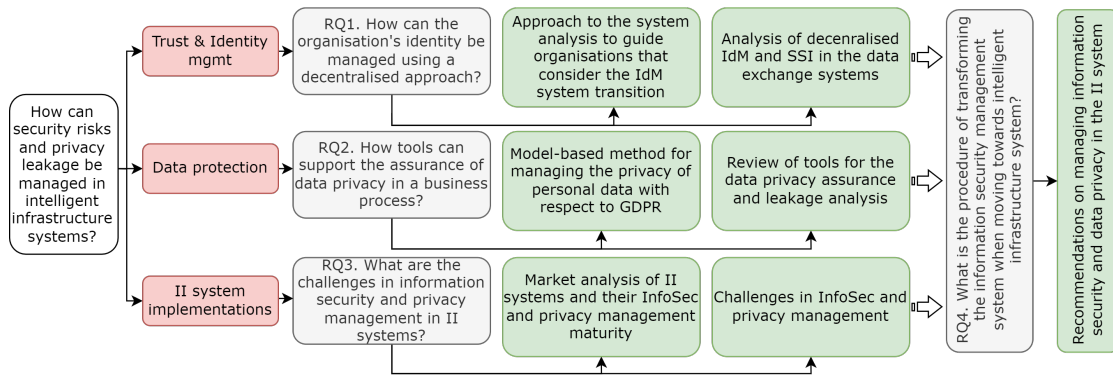 How can
security risks
and privacy
leakage be
managed in
intelligent
infrastructure
systems?
Trust & Identity
mgmt
RQ1. How can the
organisation's identity be
managed using a
decentralised approach?
Approach to the system
analysis to guide
organisations that
consider the IdM
system transition
Analysis of decenralised
IdM and SSI in the data
exchange systems
Data protection
RQ2. How tools can
support the assurance of
data privacy in a business
process?
Model-based method for
managing the privacy of
personal data with
respect to GDPR
Review of tools for the
data privacy assurance
and leakage analysis
II system
implementations
RQ3. What are the
challenges in information
security and privacy
management in II
systems?
Market analysis of II
systems and their InfoSec
and privacy management
maturity
Challenges in InfoSec and
privacy management
RQ4. What is the procedure of transforming
the information security management
system when moving towards intelligent
infrastructure system?
Recommendations on managing information
security and data privacy in the II system